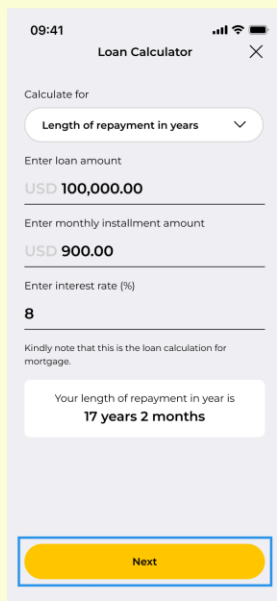 09:41
Loan Calculator
Calculate for
Length of repayment in years
Enter loan amount
USD 100,000.00
Enter monthly installment amount
USD 900.00
Enter interest rate (%)
8
Kindly note that this is the loan calculation for
mortgage.
Your length of repayment in year is
17 years 2 months
Next